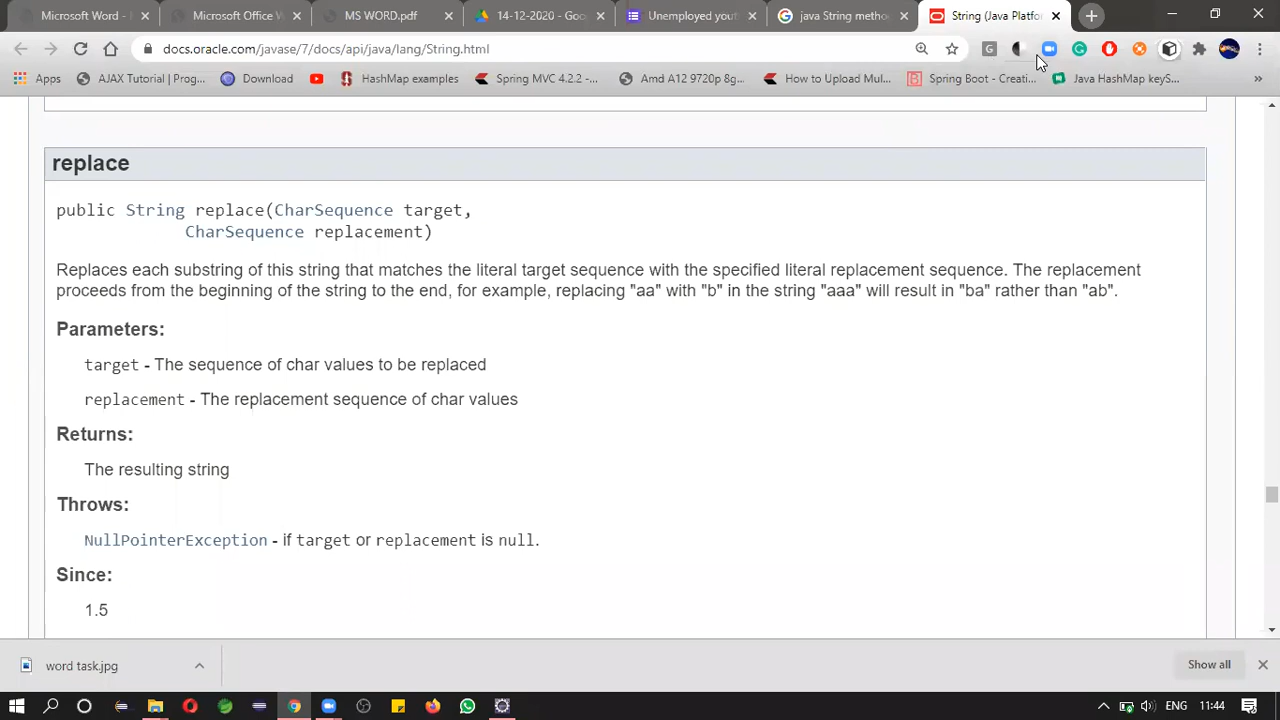 Microsoft Word - 
Microsoft Office W
MS WORD.pdf
14-12-2020 - Goo
Unemployed yout
java String metho
String (Java Platfo
docs.oracle.com/javase/7/docs/api/java/lang/String.html
Apps
AJAX Tutorial | Prog...
Download
HashMap examples
Spring MVC 4.2.2 -...
Amd A12 9720p/8g...
How to Upload Mul...
Spring Boot - Creati...
Java HashMap keyS...
»
replace
public String replace(CharSequence target,
CharSequence replacement)
Replaces each substring of this string that matches the literal target sequence with the specified literal replacement sequence. The replacement
proceeds from the beginning of the string to the end, for example, replacing "aa" with "b" in the string "aaa" will result in "ba" rather than "ab".
Parameters:
target - The sequence of char values to be replaced
replacement - The replacement sequence of char values
Returns:
The resulting string
Throws:
NullPointerException - if target or replacement is null.
Since:
1.5
word task.jpg
Show all
ENG
11:44